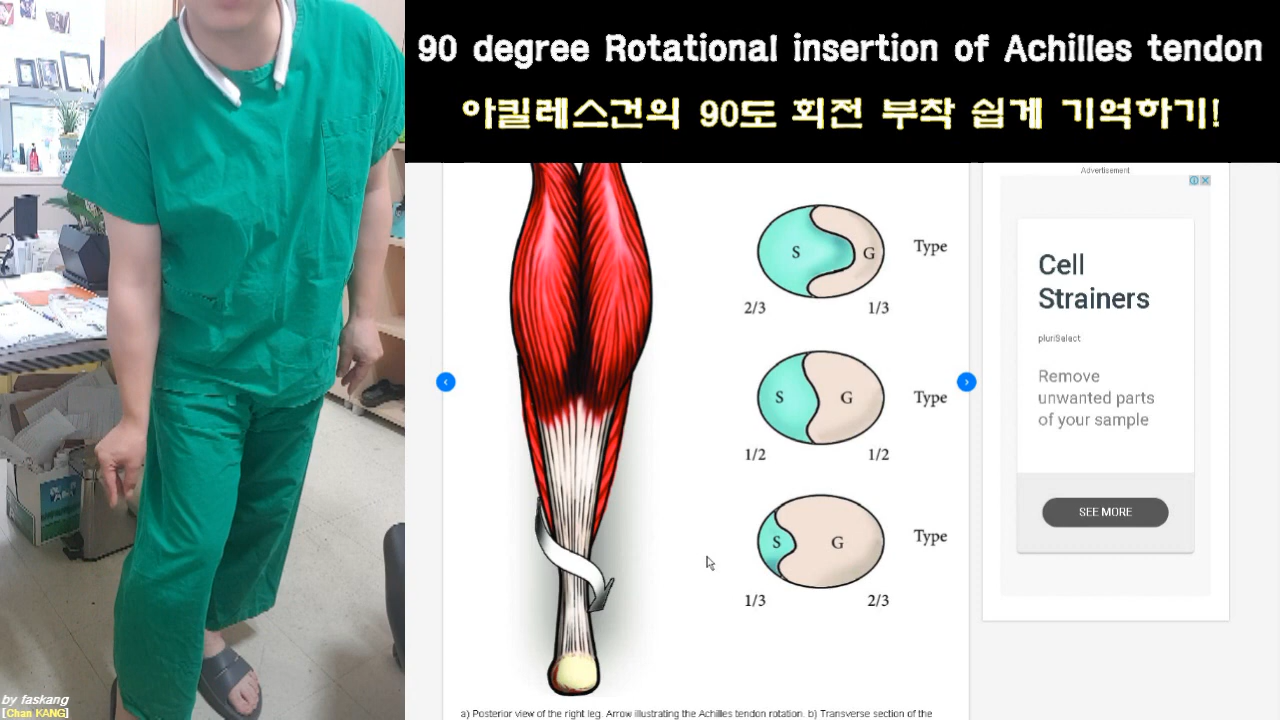 90 degree Rotational insertion of Achilles tendon
아킬레스건의 90도 회전 부착 쉽게 기억하기!
Advertisement
S G Type
2/3 1/3
Cell
Strainers
pluriSelect
Remove
unwanted parts
of your sample
S G Type
1/2 1/2
SEE MORE
S G Type
1/3 2/3
by faskang
[Chan KANG]
a) Posterior view of the right leg. Arrow illustrating the Achilles tendon rotation. b) Transverse section of the